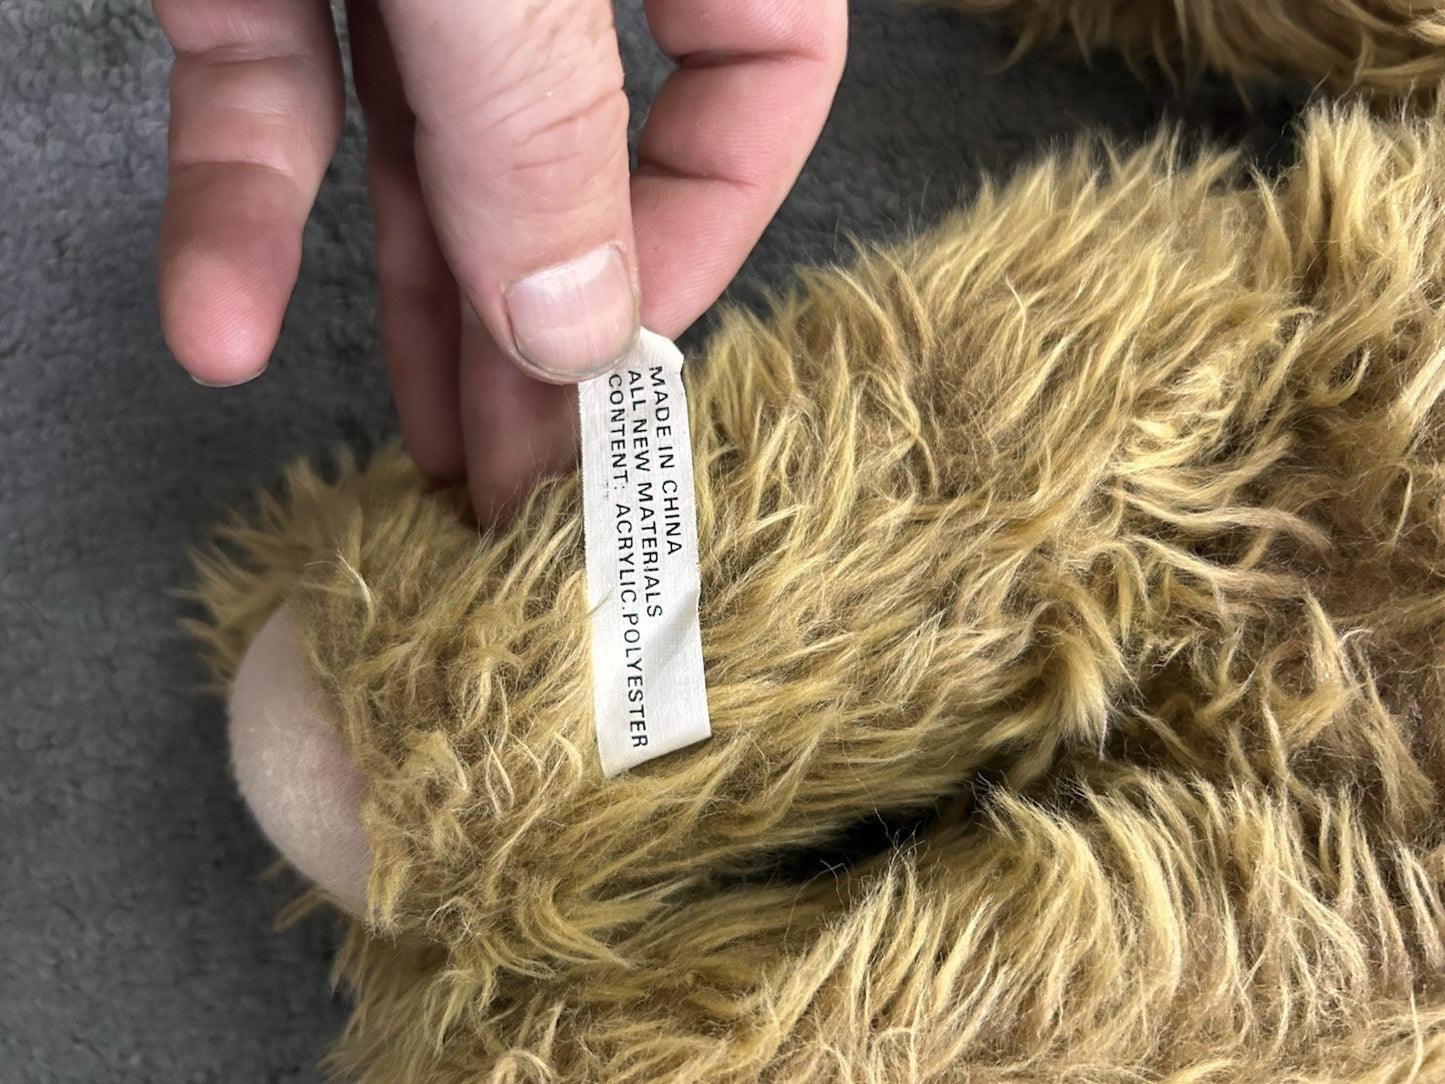 MADE IN CHINA
ALL NEW MATERIALS
CONTENT: ACRYLIC.POLYESTER